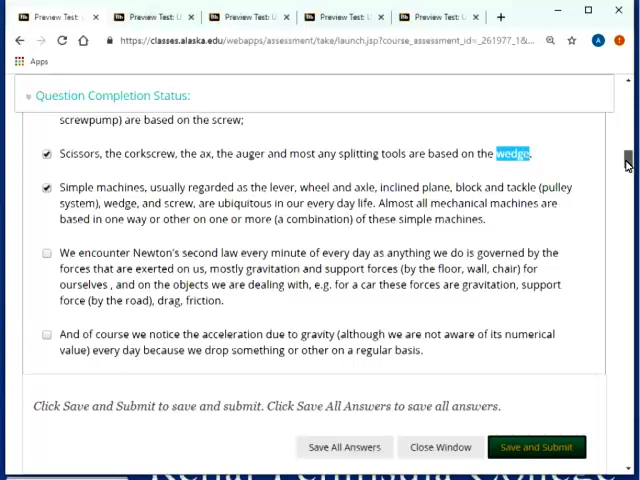 Preview Test:
Preview Test: U
Preview Test: U
Preview Test: U
Preview Test: U
https://classes.alaska.edu/webapps/assessment/take/launch.jsp?course_assessment_id=_261977_1&...
A
Apps
Question Completion Status:
screwpump) are based on the screw;
Scissors, the corkscrew, the ax, the auger and most any splitting tools are based on the wedge.
Simple machines, usually regarded as the lever, wheel and axle, inclined plane, block and tackle (pulley
system), wedge, and screw, are ubiquitous in our every day life. Almost all mechanical machines are
based in one way or other on one or more (a combination) of these simple machines.
We encounter Newton's second law every minute of every day as anything we do is governed by the
forces that are exerted on us, mostly gravitation and support forces (by the floor, wall, chair) for
ourselves , and on the objects we are dealing with, e.g. for a car these forces are gravitation, support
force (by the road), drag, friction.
And of course we notice the acceleration due to gravity (although we are not aware of its numerical
value) every day because we drop something or other on a regular basis.
Click Save and Submit to save and submit. Click Save All Answers to save all answers.
Save All Answers
Close Window
Save and Submit
Kenai Peninsula College